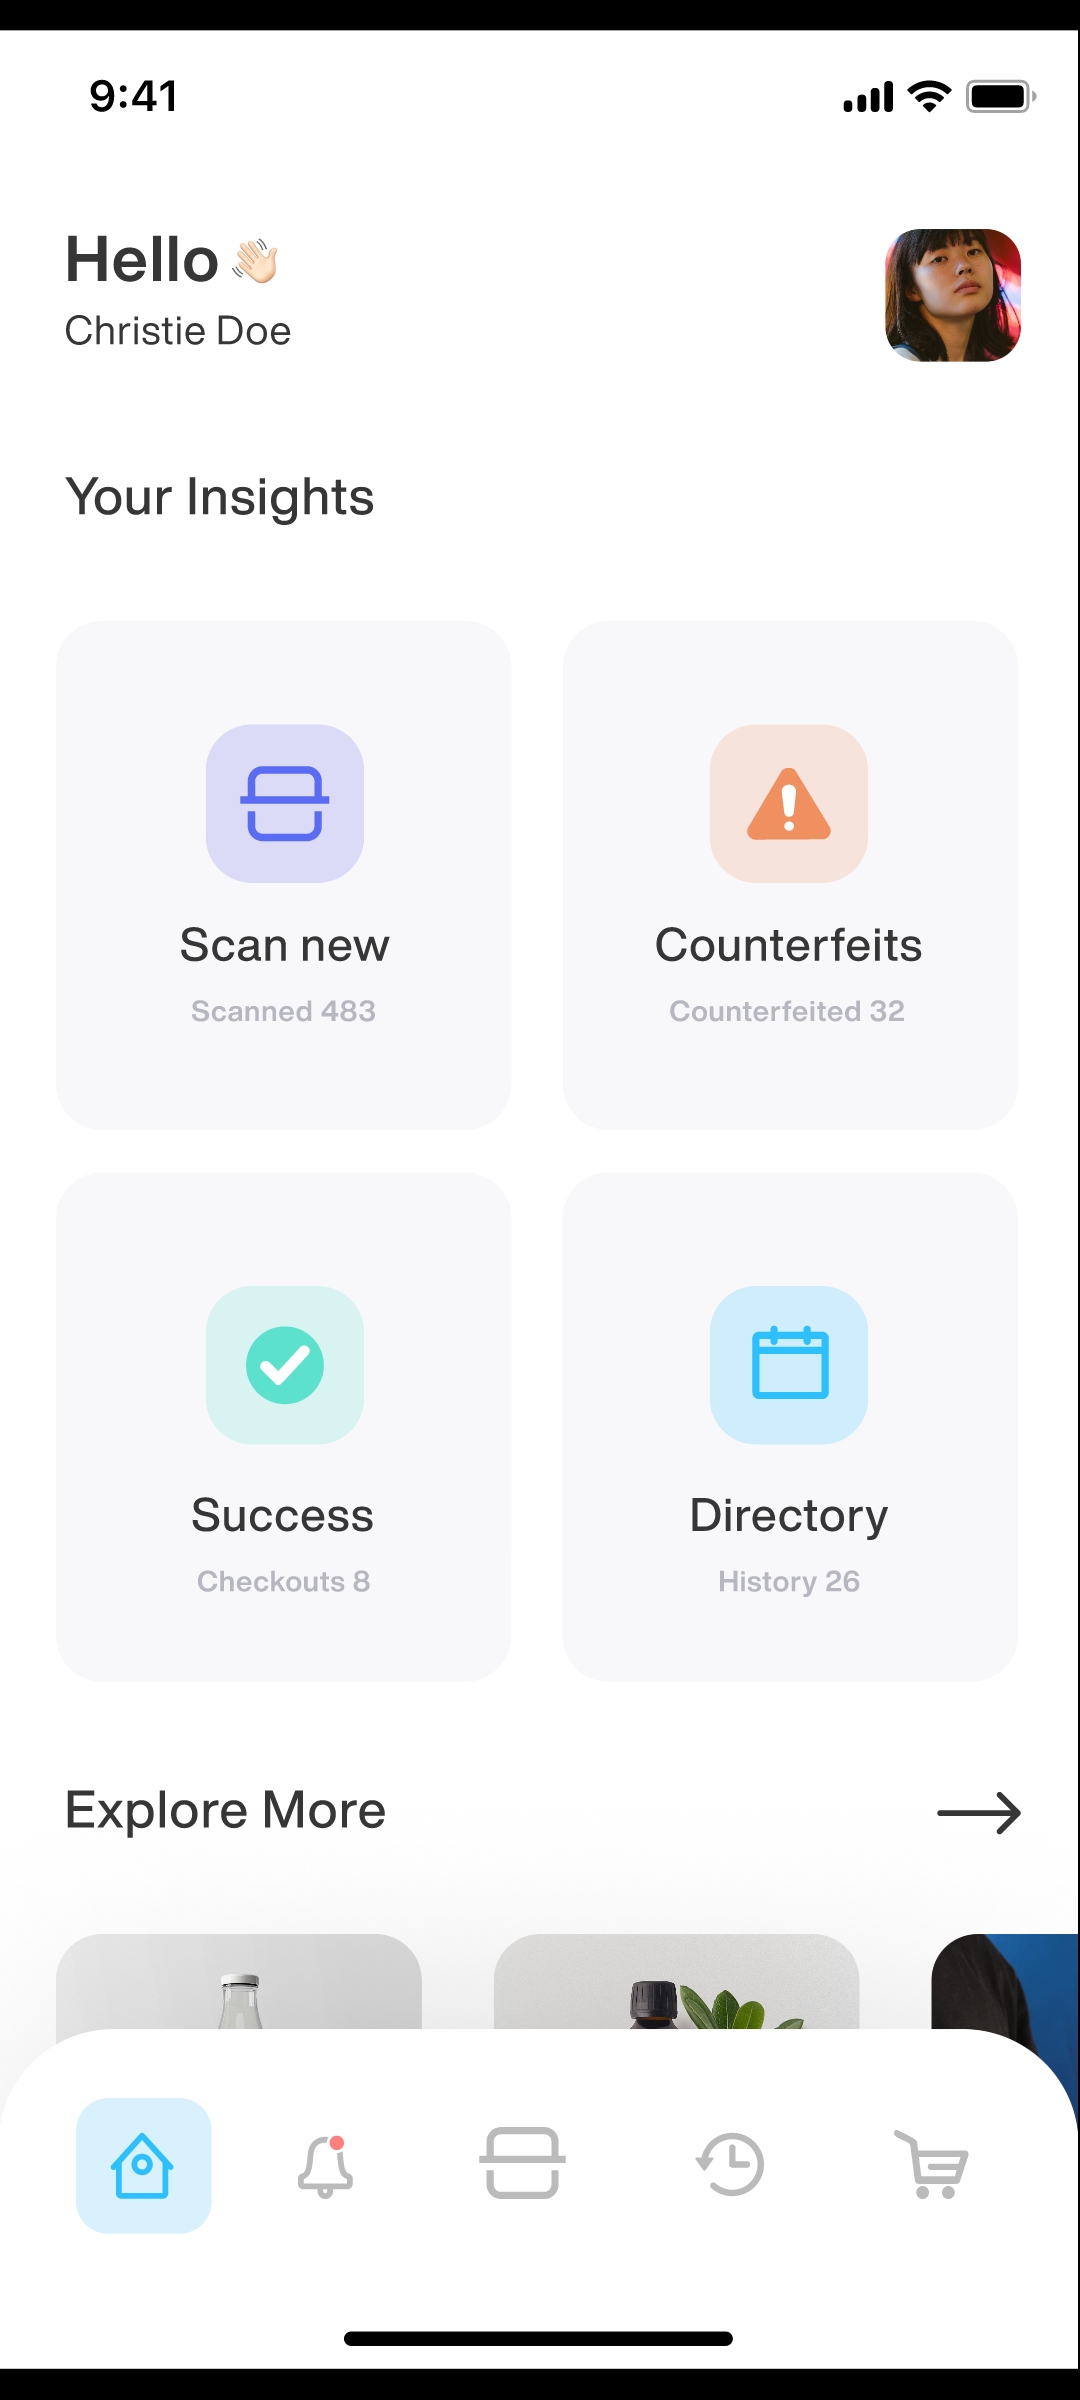 9:41
Hello 👋🏻
Christie Doe
Your Insights
Scan new
Scanned 483
Counterfeits
Counterfeited 32
Success
Checkouts 8
Directory
History 26
Explore More